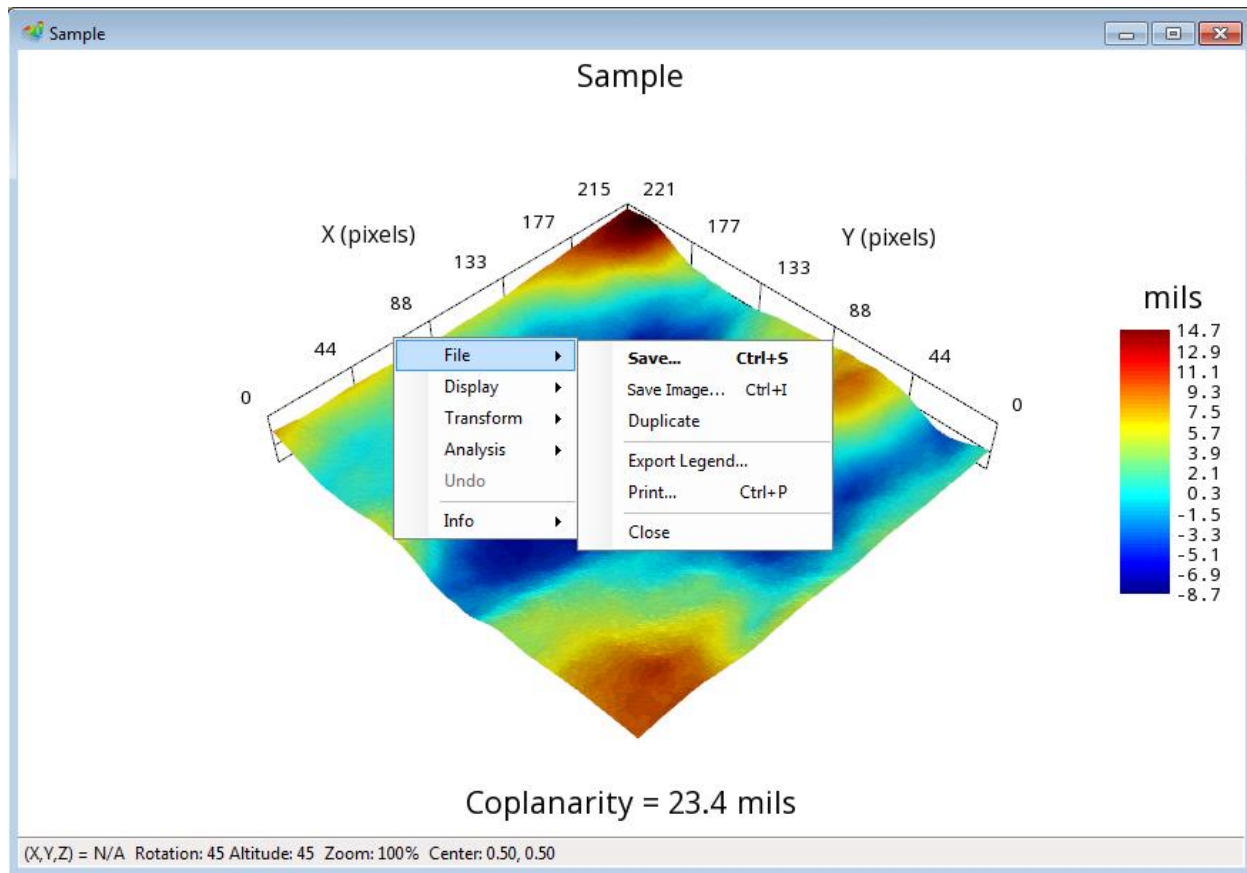 Sample
Sample
215 221
177 177
X (pixels) Y (pixels)
133 133
88 88
44 44
0 0
mils
14.7
12.9
11.1
9.3
7.5
5.7
3.9
2.1
0.3
-1.5
-3.3
-5.1
-6.9
-8.7
File
Display
Transform
Analysis
Undo
Info
Save... Ctrl+S
Save Image... Ctrl+I
Duplicate
Export Legend...
Print... Ctrl+P
Close
Coplanarity = 23.4 mils
(X,Y,Z) = N/A Rotation: 45 Altitude: 45 Zoom: 100% Center: 0.50, 0.50